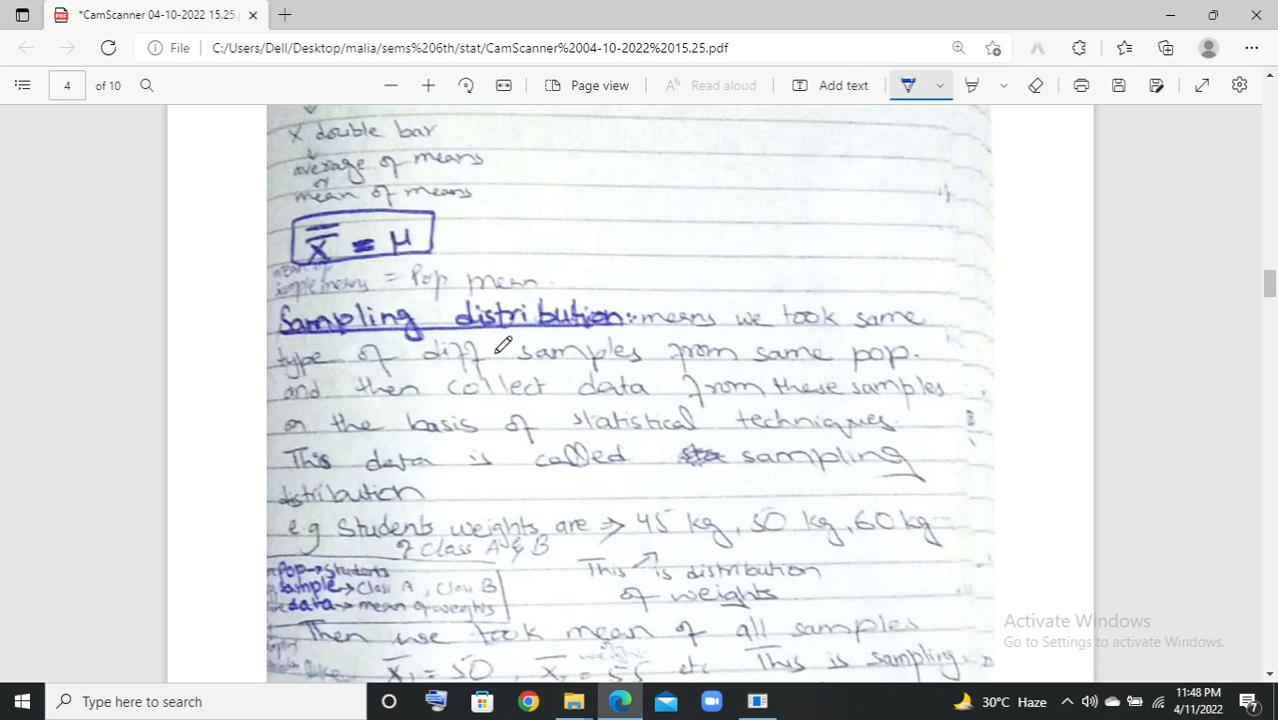 *CamScanner 04-10-2022 15.25.
File C:/Users/Dell/Desktop/malia/sems%206th/stat/CamScanner%2004-10-2022%2015.25.pdf
4 of 10 Page view Read aloud Add text
X double bar
average of means
or
mean of means
X̿ = μ
sample means = Pop mean.
Sampling distribution: means we took same
type of diff samples from same pop.
and then collect data from these samples
on the basis of statistical techniques.
This data is called sampling
distribution
e.g Students weights are → 45 kg, 50 kg, 60 kg
of Class A & B
This is distribution
of weights
Pop → Students
Sample → Class A, Class B
data → mean of weights
Then we took mean of all samples
weights
like X̄₁ = 50, X̄₂ = 55 etc This is sampling
Activate Windows
Go to Settings to activate Windows.
Type here to search
30°C Haze
11:48 PM
4/11/2022
7